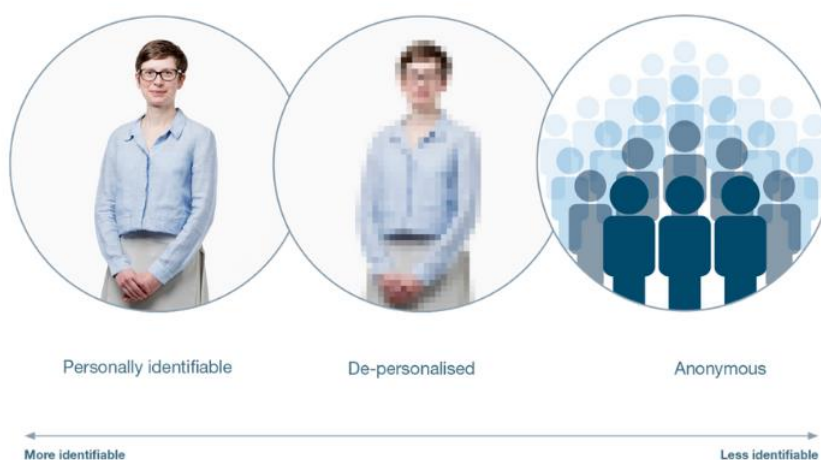 Personally identifiable
De-personalised
Anonymous
More identifiable
Less identifiable